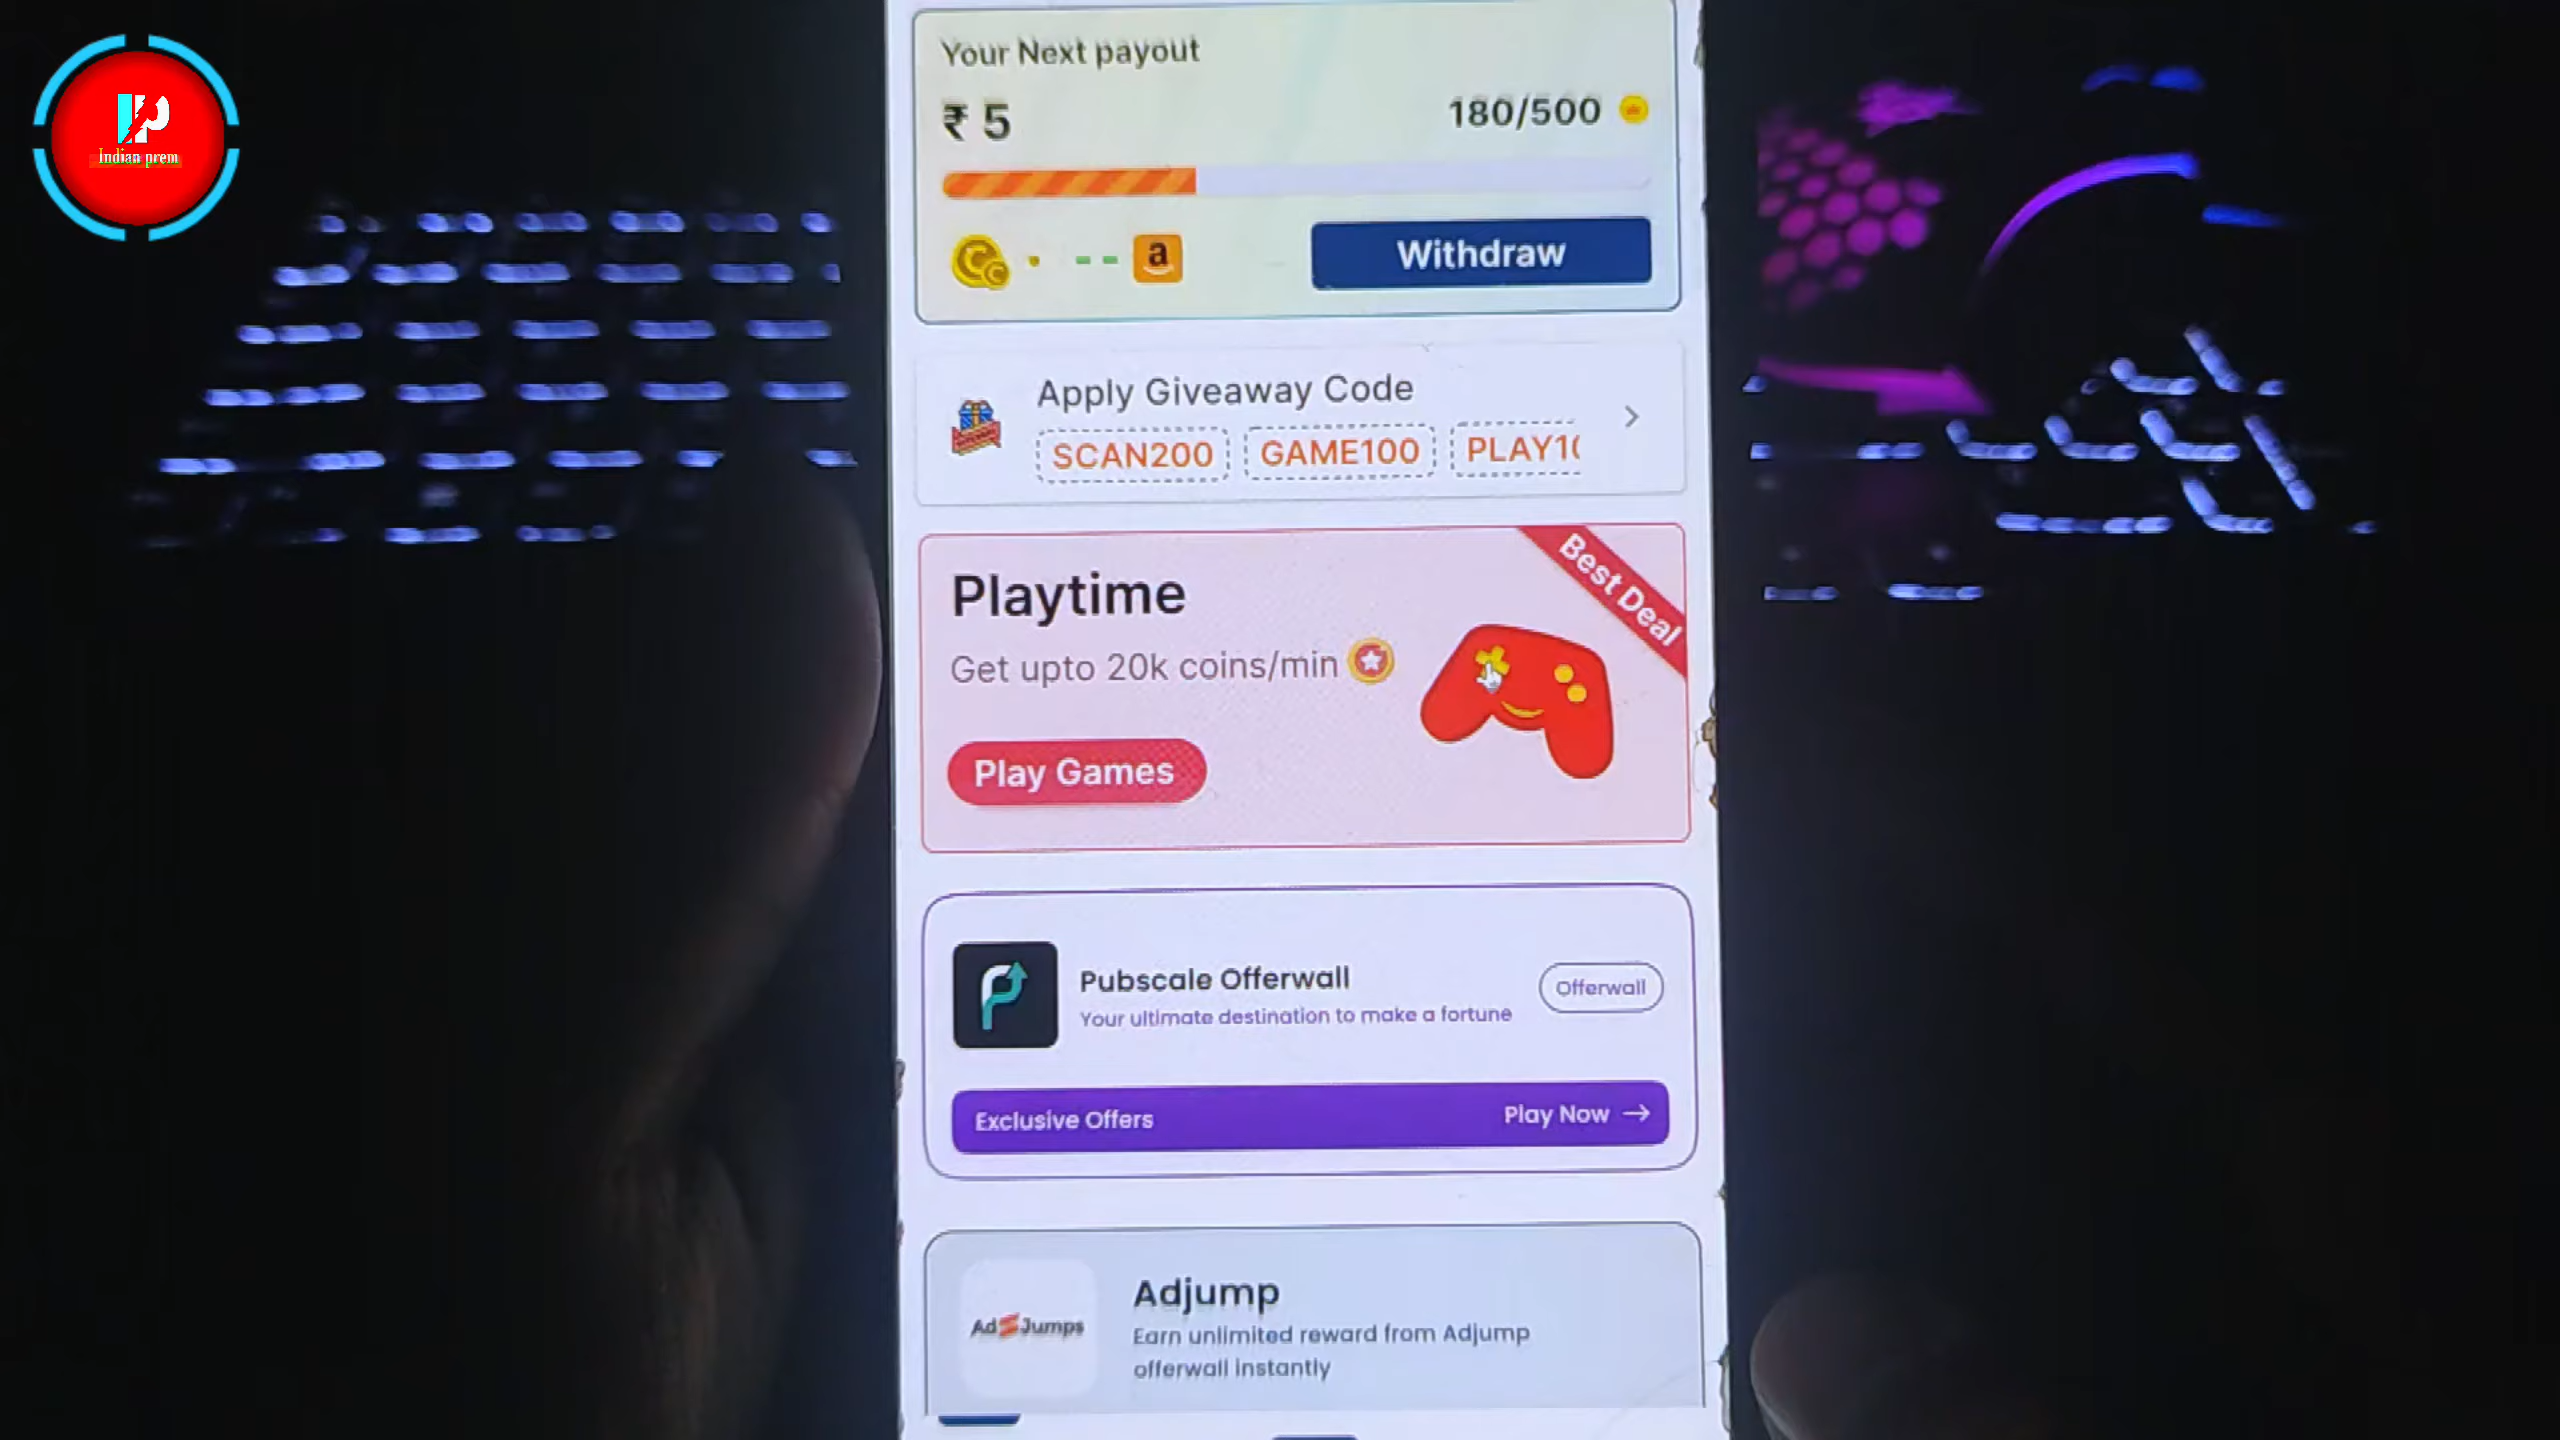 Indian prem
Your Next payout
₹ 5
180/500
a
Withdraw
Apply Giveaway Code
SCAN200
GAME100
PLAY10
Best Deal
Playtime
Get upto 20k coins/min
Play Games
Pubscale Offerwall
Your ultimate destination to make a fortune
Offerwall
Exclusive Offers
Play Now →
Adjump
AdJumps
Earn unlimited reward from Adjump
offerwall instantly